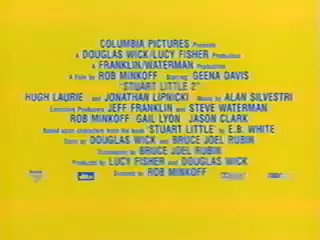 COLUMBIA PICTURES Presents
A DOUGLAS WICK/LUCY FISHER Production
A FRANKLIN/WATERMAN Production
A Film by ROB MINKOFF Starring GEENA DAVIS
"STUART LITTLE 2"
HUGH LAURIE and JONATHAN LIPNICKI Music by ALAN SILVESTRI
Executive Producers JEFF FRANKLIN and STEVE WATERMAN
ROB MINKOFF GAIL LYON JASON CLARK
Based upon characters from the book "STUART LITTLE" by E.B. WHITE
Story by DOUGLAS WICK and BRUCE JOEL RUBIN
Screenplay by BRUCE JOEL RUBIN
Produced by LUCY FISHER and DOUGLAS WICK
Directed by ROB MINKOFF
dts